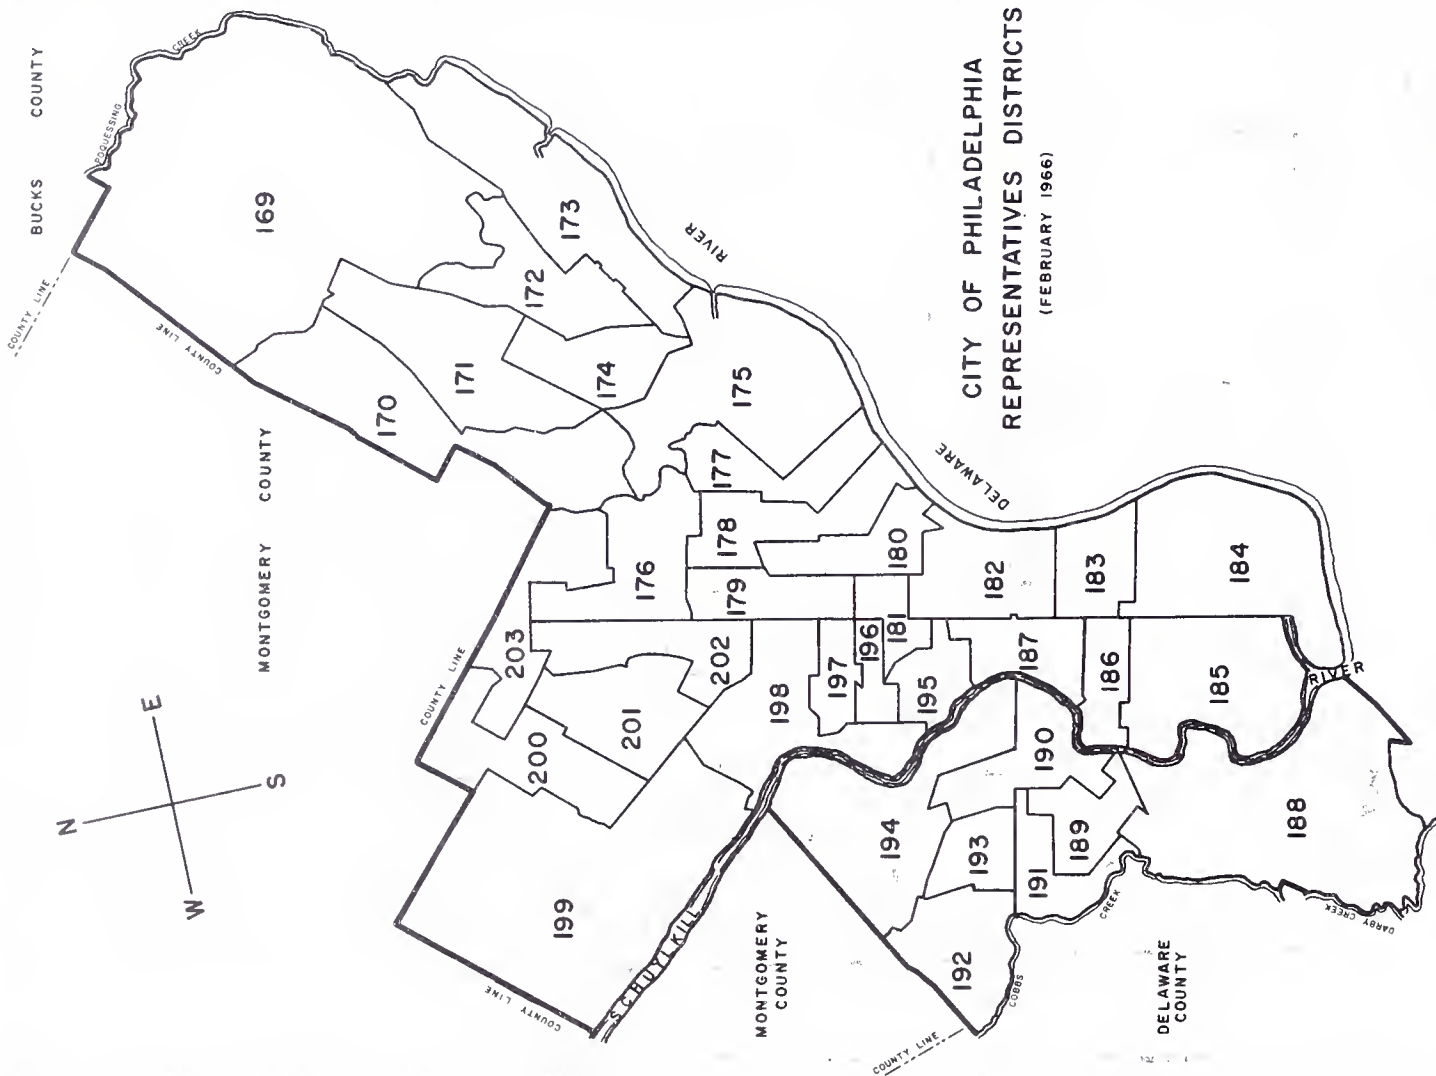 CITY OF PHILADELPHIA
REPRESENTATIVES DISTRICTS
(FEBRUARY 1966)
BUCKS COUNTY
POQUESSING
CREEK
COUNTY LINE
COUNTY LINE
MONTGOMERY COUNTY
COUNTY LINE
N
E
S
W
RIVER
DELAWARE
169
173
172
171
174
170
175
177
178
176
180
179
182
183
184
203
202
196
181
187
186
185
197
195
198
201
200
190
194
189
193
191
188
199
192
RIVER
SCHUYLKILL
COUNTY LINE
MONTGOMERY
COUNTY
CREEK
COBBS
DARBY CREEK
DELAWARE
COUNTY
COUNTY LINE